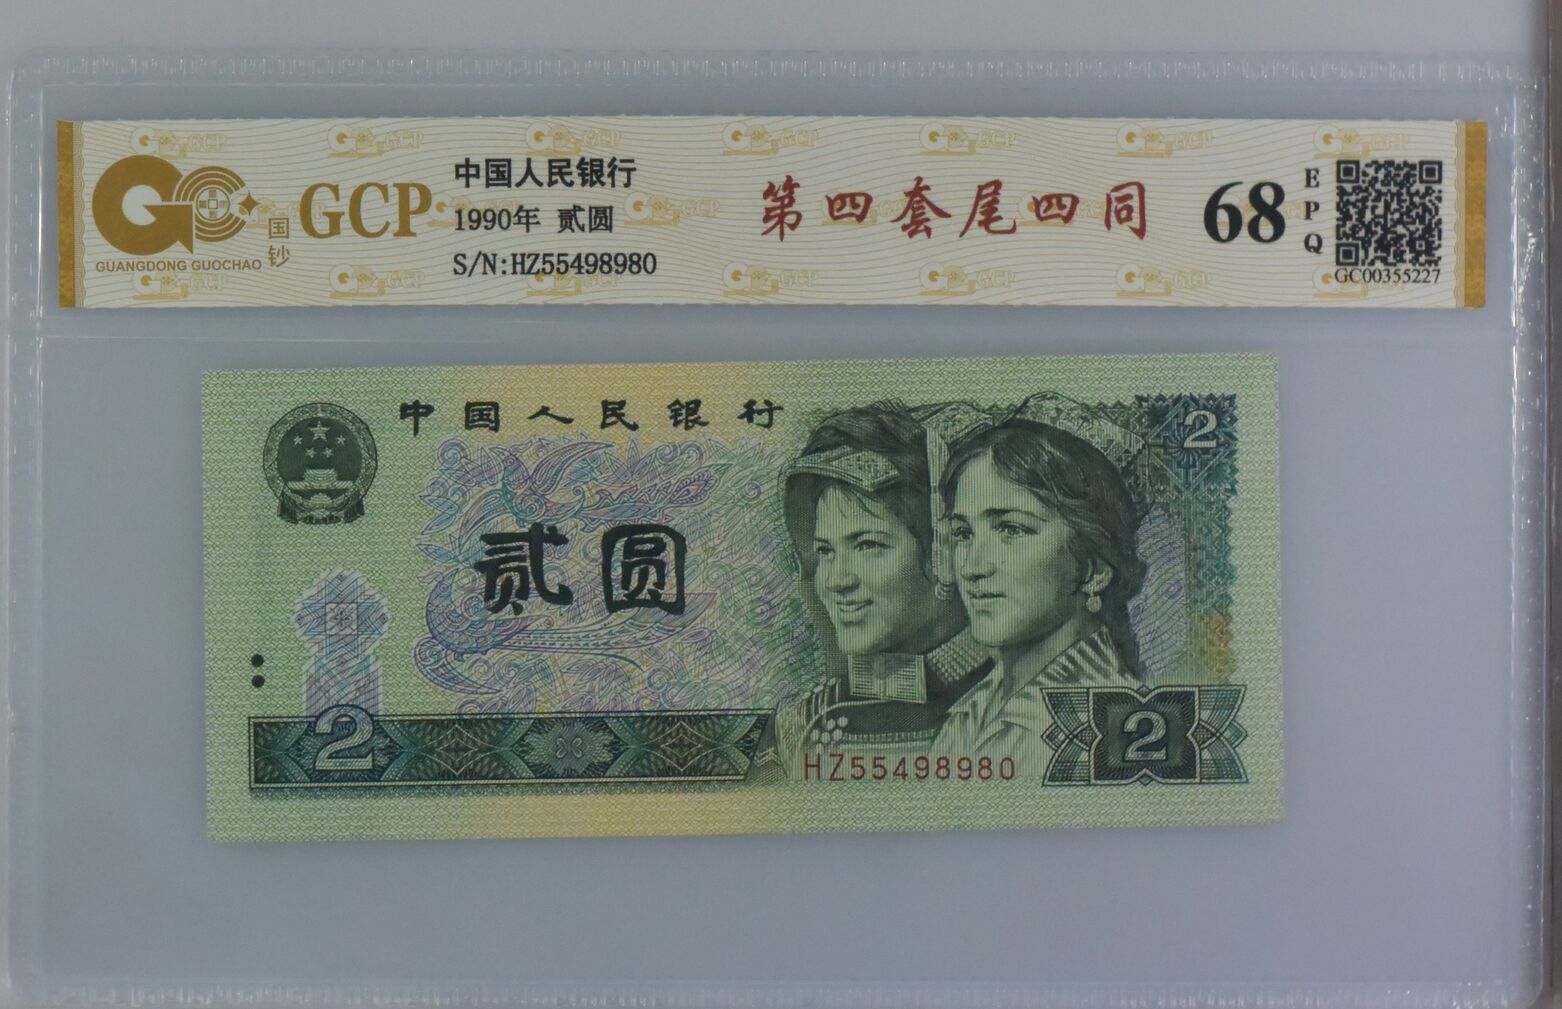 GUANGDONG GUOCHAO
国钞
GCP
中国人民银行
1990年 贰圆
S/N:HZ55498980
第四套尾四同
68
EPQ
GC00355227
中国人民银行
2
贰圆
2
HZ55498980
2